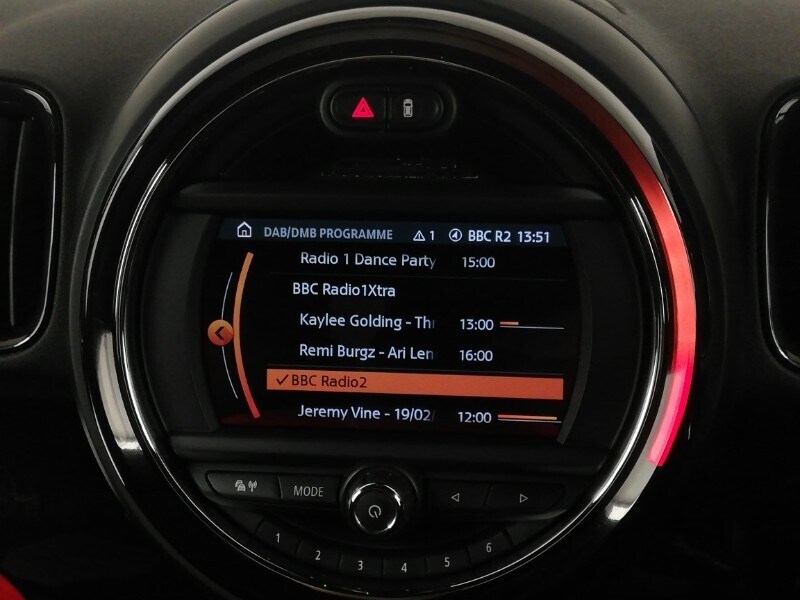 DAB/DMB PROGRAMME 1 BBC R2 13:51
Radio 1 Dance Party 15:00
BBC Radio1Xtra
Kaylee Golding - Thr 13:00
Remi Burgz - Ari Len 16:00
BBC Radio2
Jeremy Vine - 19/02/ 12:00
MODE
1 2 3 4 5 6